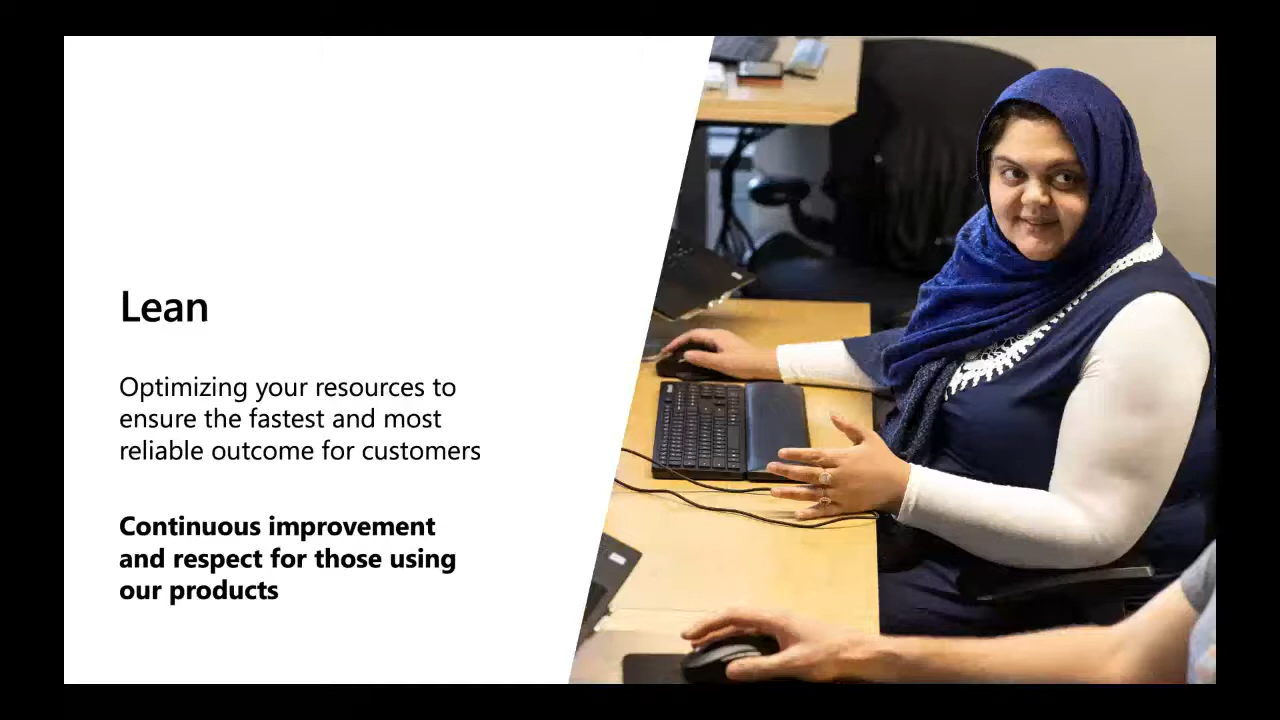 Lean
Optimizing your resources to
ensure the fastest and most
reliable outcome for customers
Continuous improvement
and respect for those using
our products